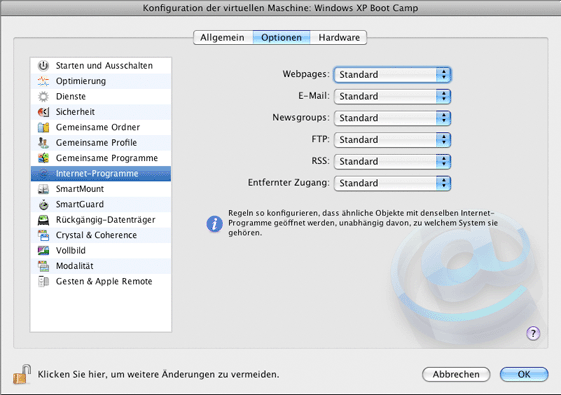 Konfiguration der virtuellen Maschine: Windows XP Boot Camp
Allgemein Optionen Hardware
Starten und Ausschalten
Optimierung
Dienste
Sicherheit
Gemeinsame Ordner
Gemeinsame Profile
Gemeinsame Programme
Internet-Programme
SmartMount
SmartGuard
Rückgängig-Datenträger
Crystal & Coherence
Vollbild
Modalität
Gesten & Apple Remote
Webpages: Standard
E-Mail: Standard
Newsgroups: Standard
FTP: Standard
RSS: Standard
Entfernter Zugang: Standard
Regeln so konfigurieren, dass ähnliche Objekte mit denselben Internet-
Programme geöffnet werden, unabhängig davon, zu welchem System sie
gehören.
?
Klicken Sie hier, um weitere Änderungen zu vermeiden.
Abbrechen OK